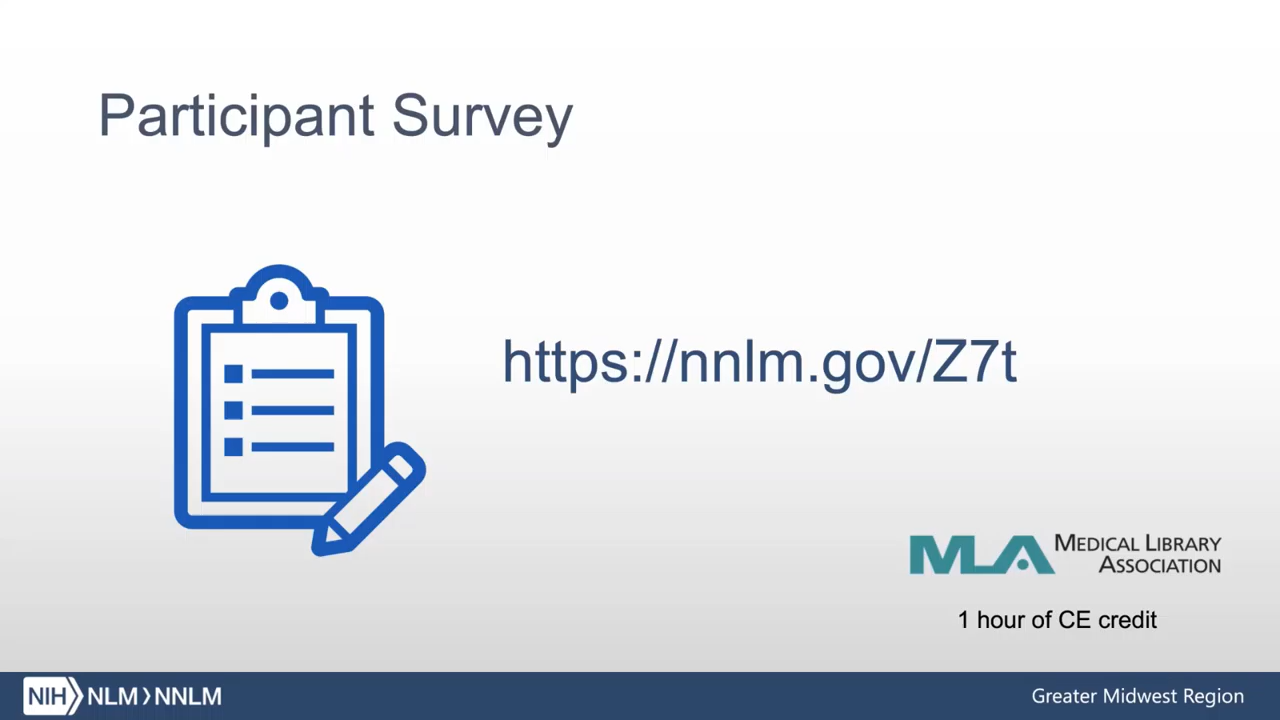 Participant Survey
https://nnlm.gov/Z7t
MLA MEDICAL LIBRARY
ASSOCIATION
1 hour of CE credit
NIH NLM NNLM
Greater Midwest Region